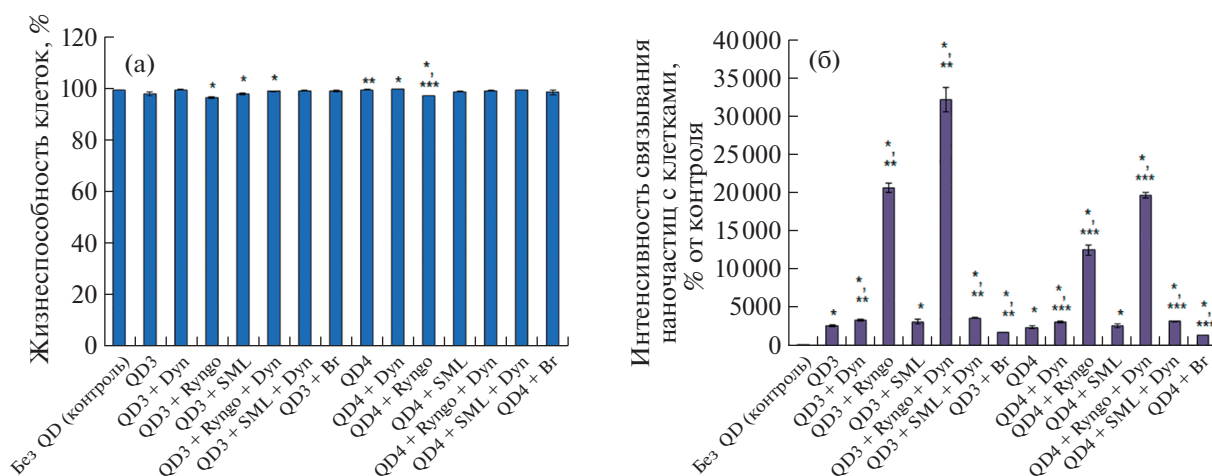 Жизнеспособность клеток, %
120
100
80
60
40
20
0
(а)
*
*
*
**
*
*,
***
Без QD (контроль)
QD3
QD3 + Dyn
QD3 + Ryngo
QD3 + SML
QD3 + Ryngo + Dyn
QD3 + SML + Dyn
QD3 + Br
QD4
QD4 + Dyn
QD4 + Ryngo
QD4 + SML
QD4 + Ryngo + Dyn
QD4 + SML + Dyn
QD4 + Br
Интенсивность связывания
наночастиц с клетками,
% от контроля
40 000
35 000
30 000
25 000
20 000
15 000
10 000
5000
0
(б)
*
*,
**
*,
**
*
*,
**
*,
**
*,
**
*
*,
***
*,
***
*
*,
***
*,
***
*,
***
Без QD (контроль)
QD3
QD3 + Dyn
QD3 + Ryngo
QD3 + SML
QD3 + Ryngo + Dyn
QD3 + SML + Dyn
QD3 + Br
QD4
QD4 + Dyn
QD4 + Ryngo
QD4 + SML
QD4 + Ryngo + Dyn
QD4 + SML + Dyn
QD4 + Br